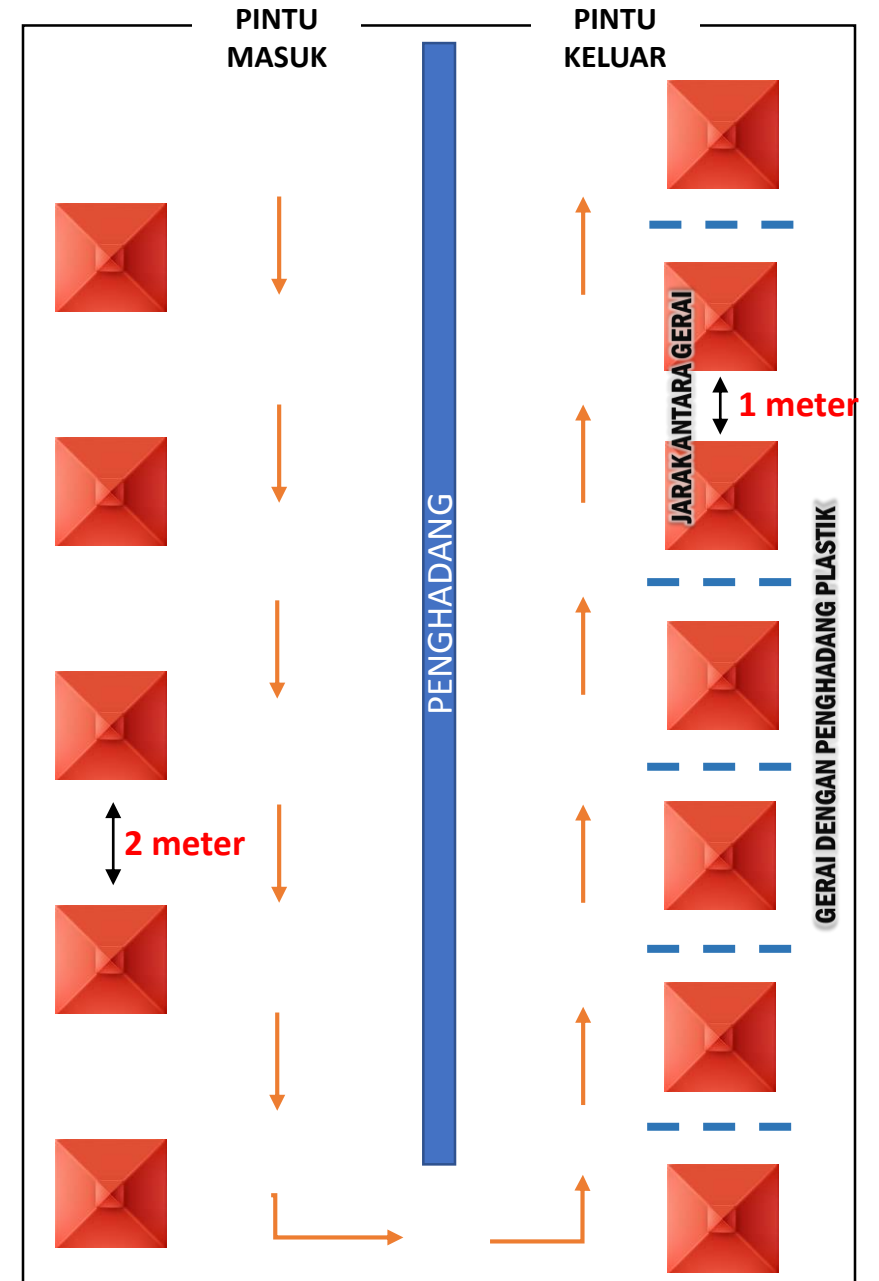 PINTU
MASUK
PINTU
KELUAR
JARAK ANTARA GERAI
1 meter
PENGHADANG
GERAI DENGAN PENGHADANG PLASTIK
2 meter